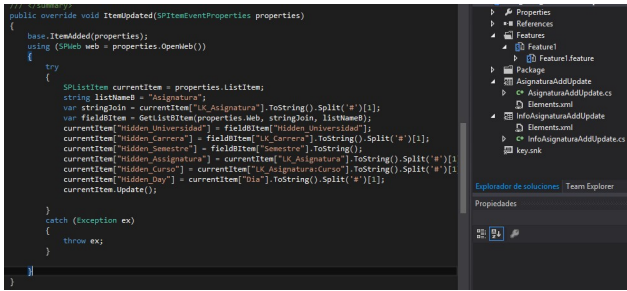 /// </summary>
public override void ItemUpdated(SPItemEventProperties properties)
{
base.ItemAdded(properties);
using (SPWeb web = properties.OpenWeb())
{
try
{
SPListItem currentItem = properties.ListItem;
string listNameB = "Asignatura";
var stringJoin = currentItem["LK_Asignatura"].ToString().Split('#')[1];
var fieldBItem = GetListBItem(properties.Web, stringJoin, listNameB);
currentItem["Hidden_Universidad"] = fieldBItem["Hidden_Universidad"];
currentItem["Hidden_Carrera"] = fieldBItem["LK_Carrera"].ToString().Split('#')[1];
currentItem["Hidden_Semestre"] = fieldBItem["Semestre"].ToString();
currentItem["Hidden_Assignatura"] = currentItem["LK_Asignatura"].ToString().Split('#')[1
currentItem["Hidden_Curso"] = currentItem["LK_Asignatura:Curso"].ToString().Split('#')[1
currentItem["Hidden_Day"] = currentItem["Dia"].ToString().Split('#')[1];
currentItem.Update();
}
catch (Exception ex)
{
throw ex;
}
}
}
Properties
References
Features
Feature1
Feature1.feature
Package
AsignaturaAddUpdate
C# AsignaturaAddUpdate.cs
Elements.xml
InfoAsignaturaAddUpdate
Elements.xml
C# InfoAsignaturaAddUpdate.cs
key.snk
Explorador de soluciones Team Explorer
Propiedades